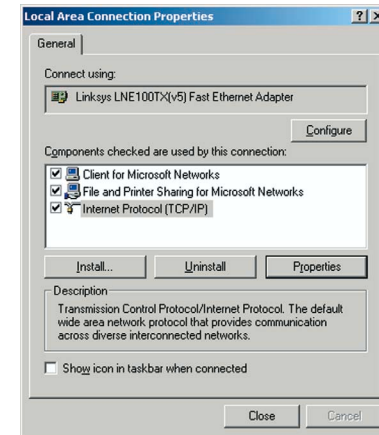 Local Area Connection Properties
General
Connect using:
Linksys LNE100TX(v5) Fast Ethernet Adapter
Configure
Components checked are used by this connection:
Client for Microsoft Networks
File and Printer Sharing for Microsoft Networks
Internet Protocol (TCP/IP)
Install... Uninstall Properties
Description
Transmission Control Protocol/Internet Protocol. The default
wide area network protocol that provides communication
across diverse interconnected networks.
Show icon in taskbar when connected
Close Cancel